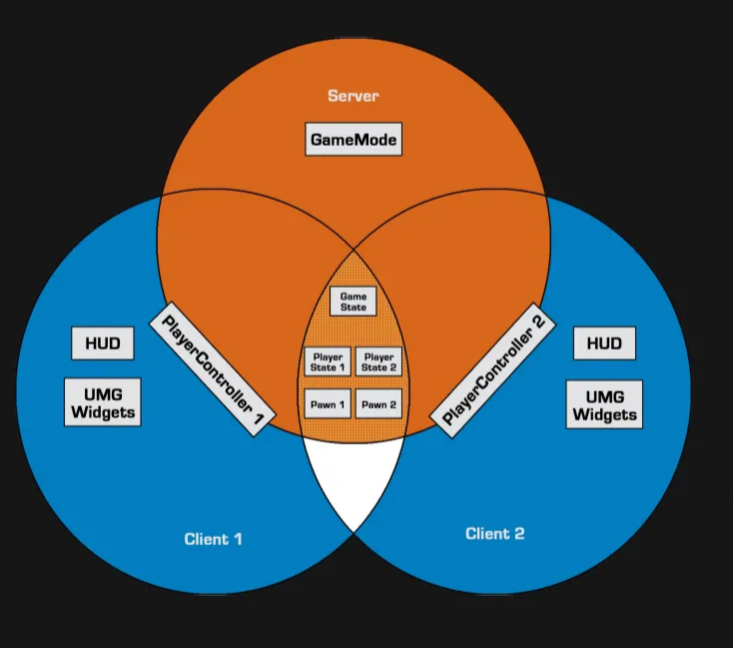 Server
GameMode
Game
State
Player
State 1
Player
State 2
Pawn 1
Pawn 2
PlayerController 1
PlayerController 2
HUD
UMG
Widgets
HUD
UMG
Widgets
Client 1
Client 2